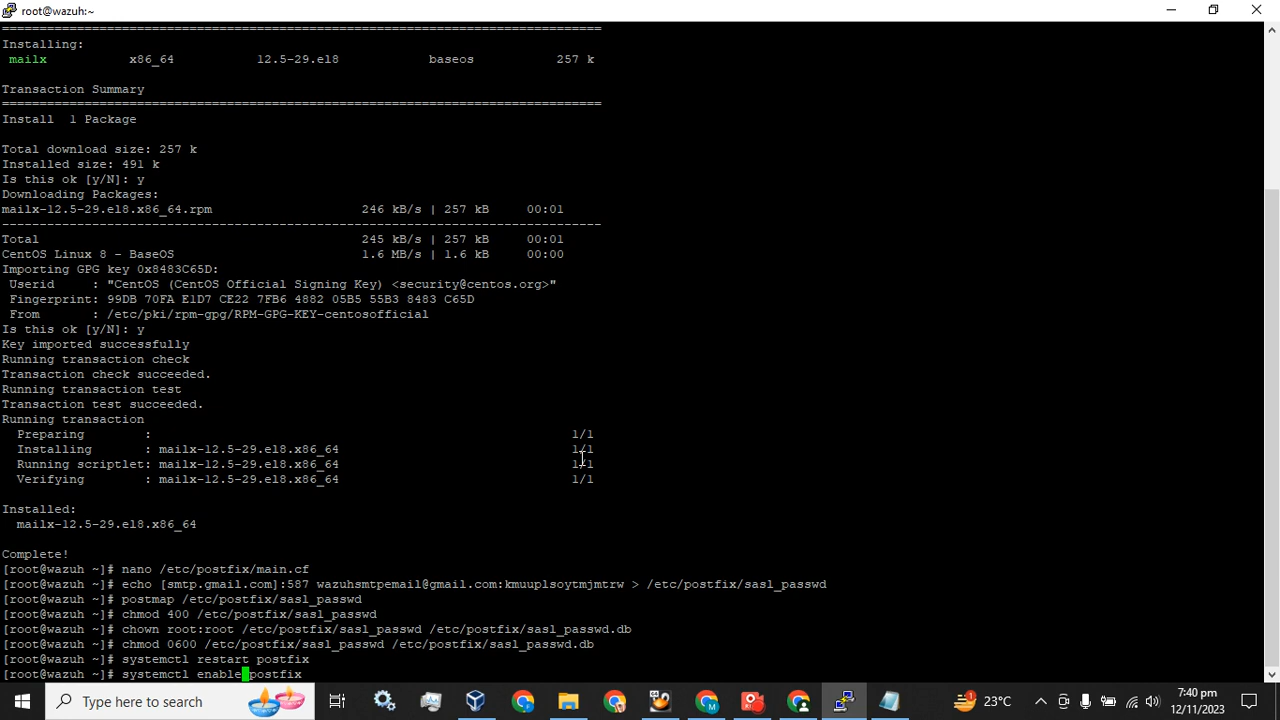 root@wazuh:~
Installing:
mailx x86_64 12.5-29.el8 baseos 257 k
Transaction Summary
Install 1 Package
Total download size: 257 k
Installed size: 491 k
Is this ok [y/N]: y
Downloading Packages:
mailx-12.5-29.el8.x86_64.rpm 246 kB/s | 257 kB 00:01
Total 245 kB/s | 257 kB 00:01
CentOS Linux 8 - BaseOS 1.6 MB/s | 1.6 kB 00:00
Importing GPG key 0x8483C65D:
Userid : "CentOS (CentOS Official Signing Key) <security@centos.org>"
Fingerprint: 99DB 70FA E1D7 CE22 7FB6 4882 05B5 55B3 8483 C65D
From : /etc/pki/rpm-gpg/RPM-GPG-KEY-centosofficial
Is this ok [y/N]: y
Key imported successfully
Running transaction check
Transaction check succeeded.
Running transaction test
Transaction test succeeded.
Running transaction
Preparing : 1/1
Installing : mailx-12.5-29.el8.x86_64 1/1
Running scriptlet: mailx-12.5-29.el8.x86_64 1/1
Verifying : mailx-12.5-29.el8.x86_64 1/1
Installed:
mailx-12.5-29.el8.x86_64
Complete!
[root@wazuh ~]# nano /etc/postfix/main.cf
[root@wazuh ~]# echo [smtp.gmail.com]:587 wazuhsmtpemail@gmail.com:kmuuplsoytmjmtrw > /etc/postfix/sasl_passwd
[root@wazuh ~]# postmap /etc/postfix/sasl_passwd
[root@wazuh ~]# chmod 400 /etc/postfix/sasl_passwd
[root@wazuh ~]# chown root:root /etc/postfix/sasl_passwd /etc/postfix/sasl_passwd.db
[root@wazuh ~]# chmod 0600 /etc/postfix/sasl_passwd /etc/postfix/sasl_passwd.db
[root@wazuh ~]# systemctl restart postfix
[root@wazuh ~]# systemctl enable postfix
Type here to search
1
23°C
7:40 pm
12/11/2023